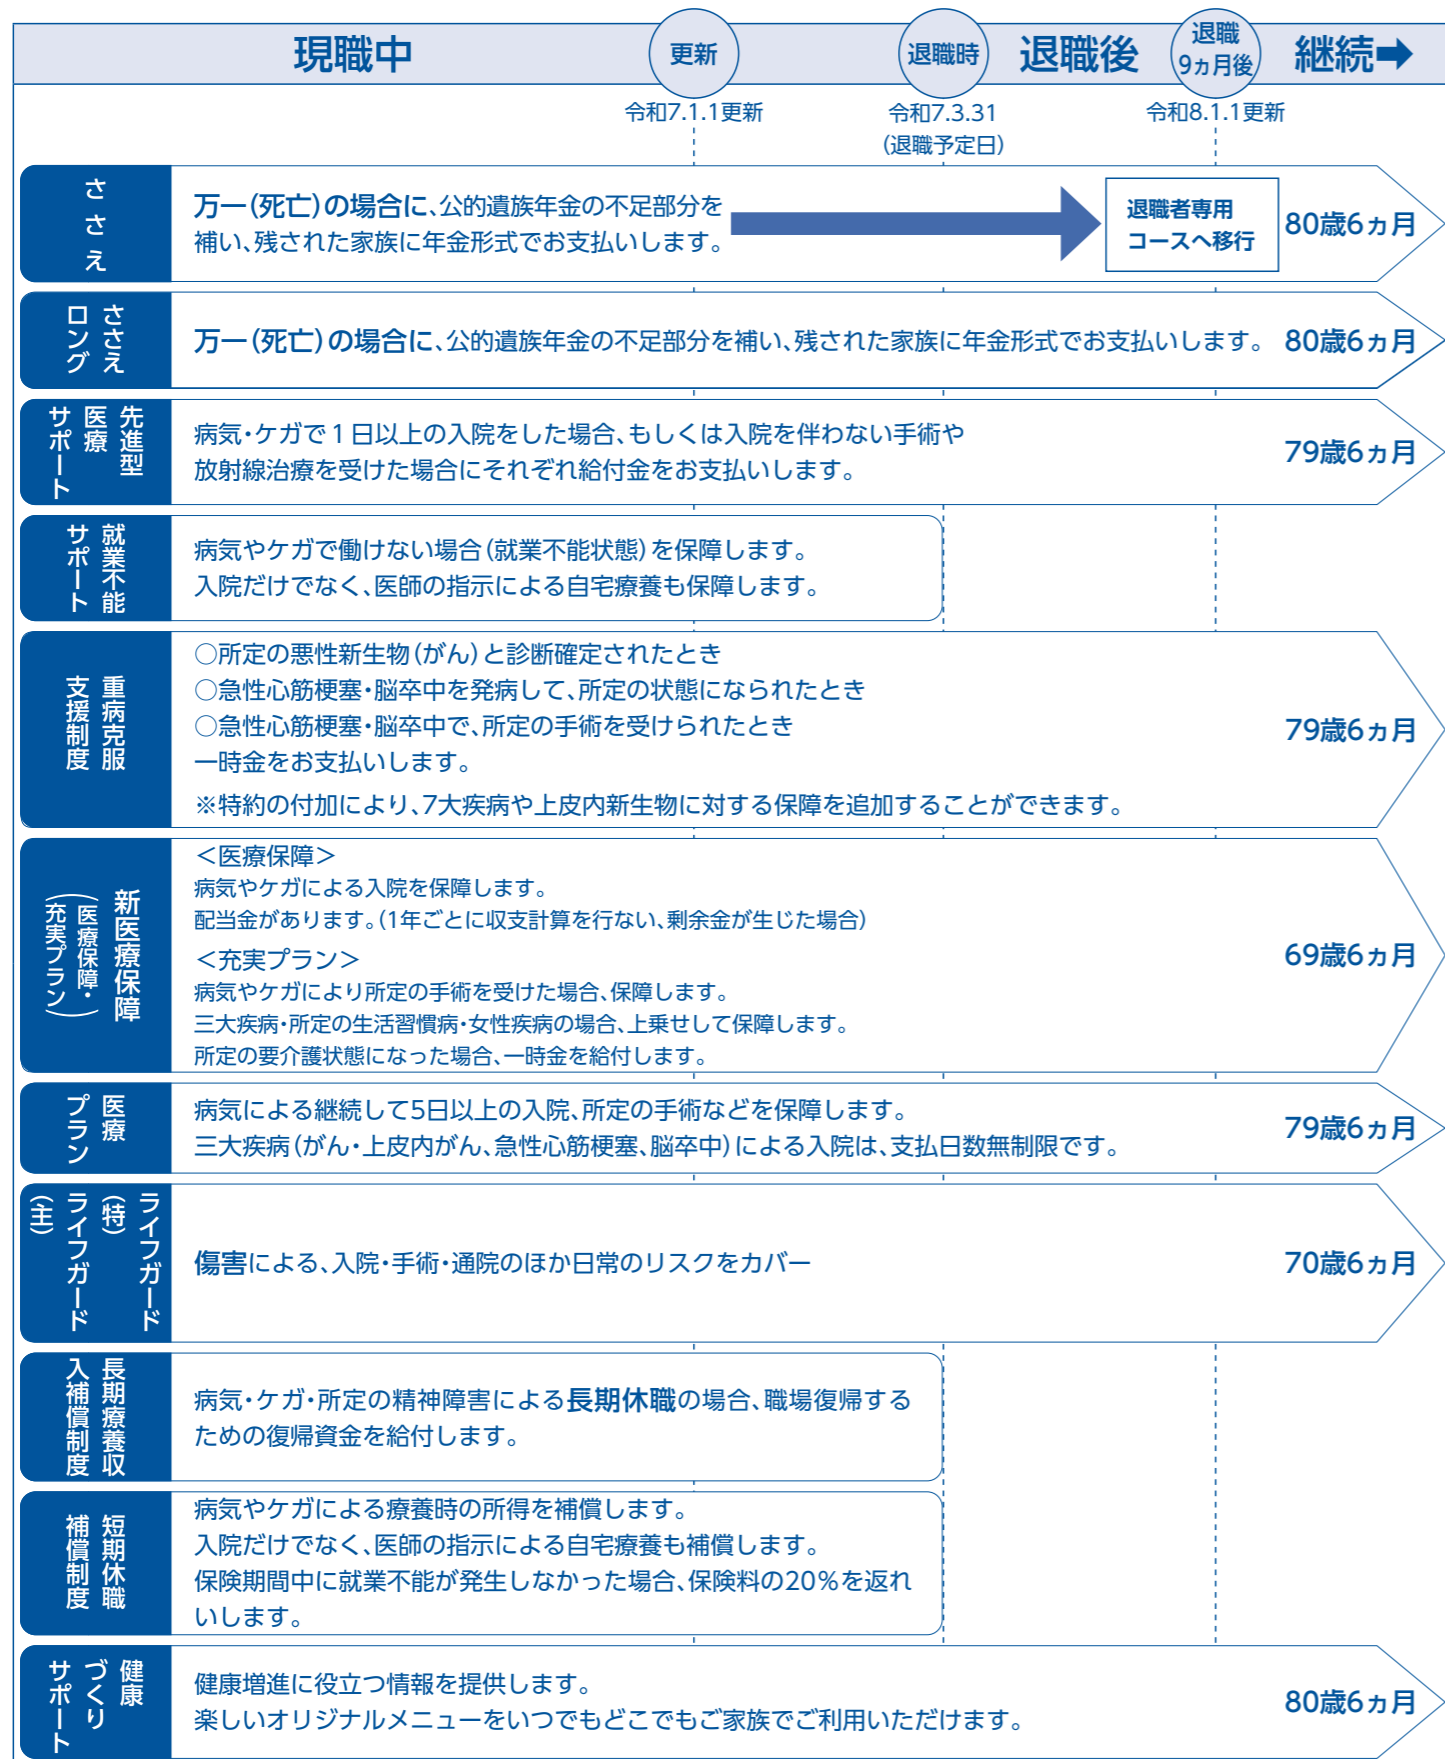 現職中
更新
退職時
退職後
退職
9ヵ月後
継続➡
令和7.1.1更新
令和7.3.31
(退職予定日)
令和8.1.1更新
ささえ
万一(死亡)の場合に、公的遺族年金の不足部分を
補い、残された家族に年金形式でお支払いします。
退職者専用
コースへ移行
80歳6ヵ月
ささえ
ロング
万一(死亡)の場合に、公的遺族年金の不足部分を補い、残された家族に年金形式でお支払いします。
80歳6ヵ月
先進型
医療
サポート
病気・ケガで1日以上の入院をした場合、もしくは入院を伴わない手術や
放射線治療を受けた場合にそれぞれ給付金をお支払いします。
79歳6ヵ月
就業不能
サポート
病気やケガで働けない場合(就業不能状態)を保障します。
入院だけでなく、医師の指示による自宅療養も保障します。
重病克服
支援制度
○所定の悪性新生物(がん)と診断確定されたとき
○急性心筋梗塞・脳卒中を発病して、所定の状態になられたとき
○急性心筋梗塞・脳卒中で、所定の手術を受けられたとき
一時金をお支払いします。
※特約の付加により、7大疾病や上皮内新生物に対する保障を追加することができます。
79歳6ヵ月
新医療保障
(医療保障・
充実プラン)
＜医療保障＞
病気やケガによる入院を保障します。
配当金があります。(1年ごとに収支計算を行ない、剰余金が生じた場合)
＜充実プラン＞
病気やケガにより所定の手術を受けた場合、保障します。
三大疾病・所定の生活習慣病・女性疾病の場合、上乗せして保障します。
所定の要介護状態になった場合、一時金を給付します。
69歳6ヵ月
医療
プラン
病気による継続して5日以上の入院、所定の手術などを保障します。
三大疾病(がん・上皮内がん、急性心筋梗塞、脳卒中)による入院は、支払日数無制限です。
79歳6ヵ月
ライフガード
(特)
ライフガード
(主)
傷害による、入院・手術・通院のほか日常のリスクをカバー
70歳6ヵ月
長期療養収
入補償制度
病気・ケガ・所定の精神障害による長期休職の場合、職場復帰する
ための復帰資金を給付します。
短期休職
補償制度
病気やケガによる療養時の所得を補償します。
入院だけでなく、医師の指示による自宅療養も補償します。
保険期間中に就業不能が発生しなかった場合、保険料の20%を返れ
いします。
健康
づくり
サポート
健康増進に役立つ情報を提供します。
楽しいオリジナルメニューをいつでもどこでもご家族でご利用いただけます。
80歳6ヵ月